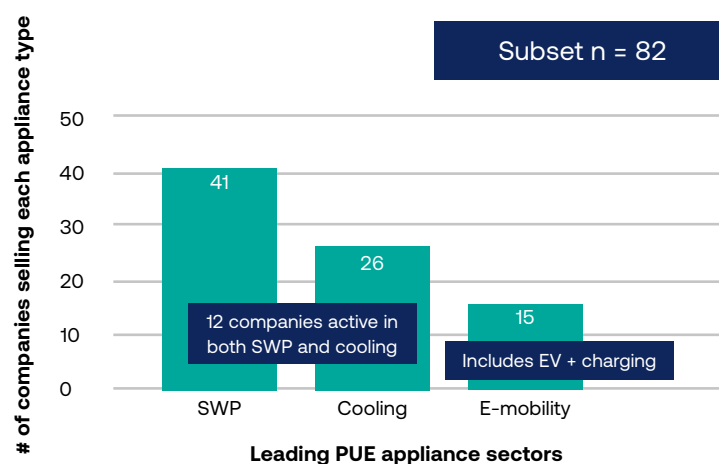 # of companies selling each appliance type
Subset n = 82
50
40
30
20
10
0
41
26
15
12 companies active in
both SWP and cooling
Includes EV + charging
SWP
Cooling
E-mobility
Leading PUE appliance sectors